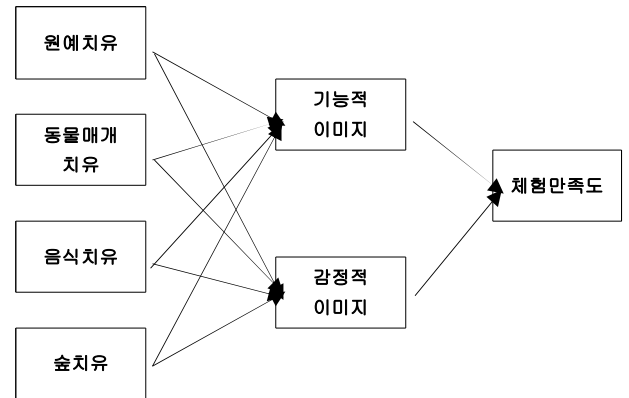 원예치유
동물매개
치유
음식치유
숲치유
기능적
이미지
감정적
이미지
체험만족도